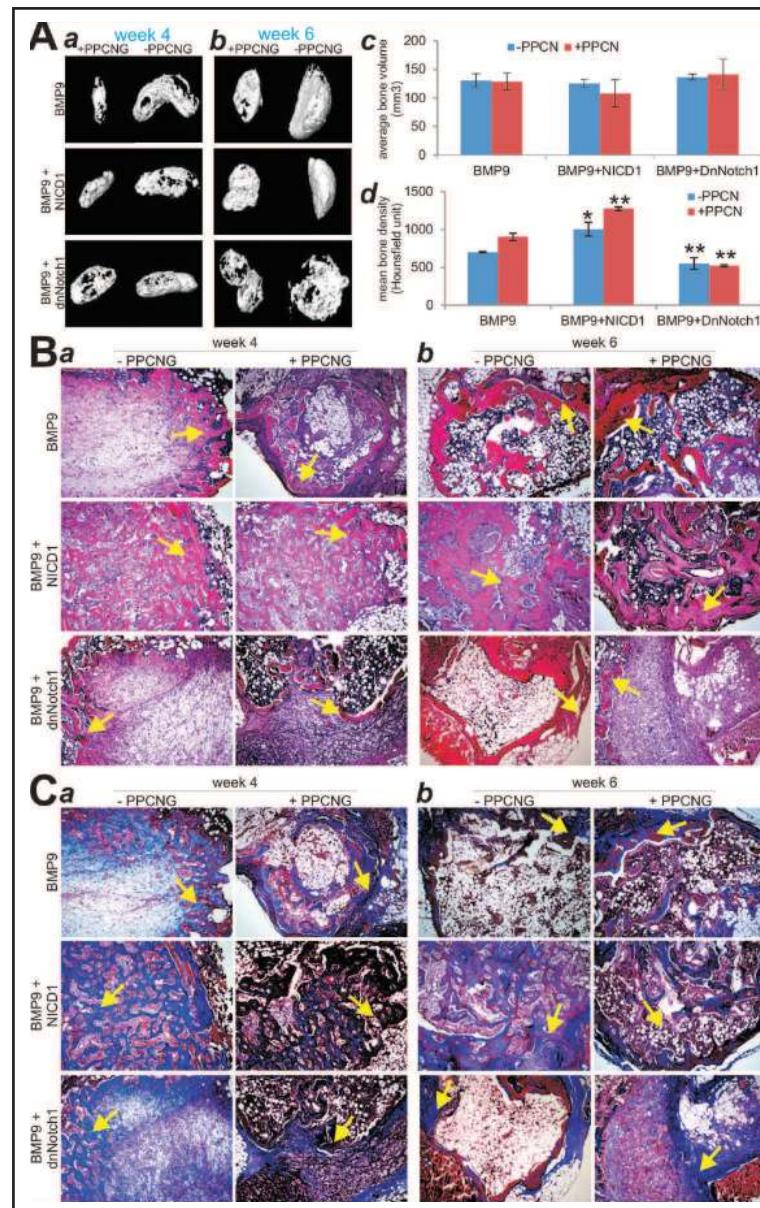 A
a week 4
+PPCNG -PPCNG
b week 6
+PPCNG -PPCNG
BMP9
BMP9 +
NICD1
BMP9 +
dnNotch1
c
-PPCN +PPCN
average bone volume
(mm3)
200
150
100
50
0
BMP9 BMP9+NICD1 BMP9+DnNotch1
d
-PPCN
+PPCN
mean bone density
(Hounsfield unit)
1500
1000
500
0
* ** ** **
BMP9 BMP9+NICD1 BMP9+DnNotch1
B
a week 4
- PPCNG + PPCNG
b week 6
- PPCNG + PPCNG
BMP9
BMP9 +
NICD1
BMP9 +
dnNotch1
C
a week 4
- PPCNG + PPCNG
b week 6
- PPCNG + PPCNG
BMP9
BMP9 +
NICD1
BMP9 +
dnNotch1